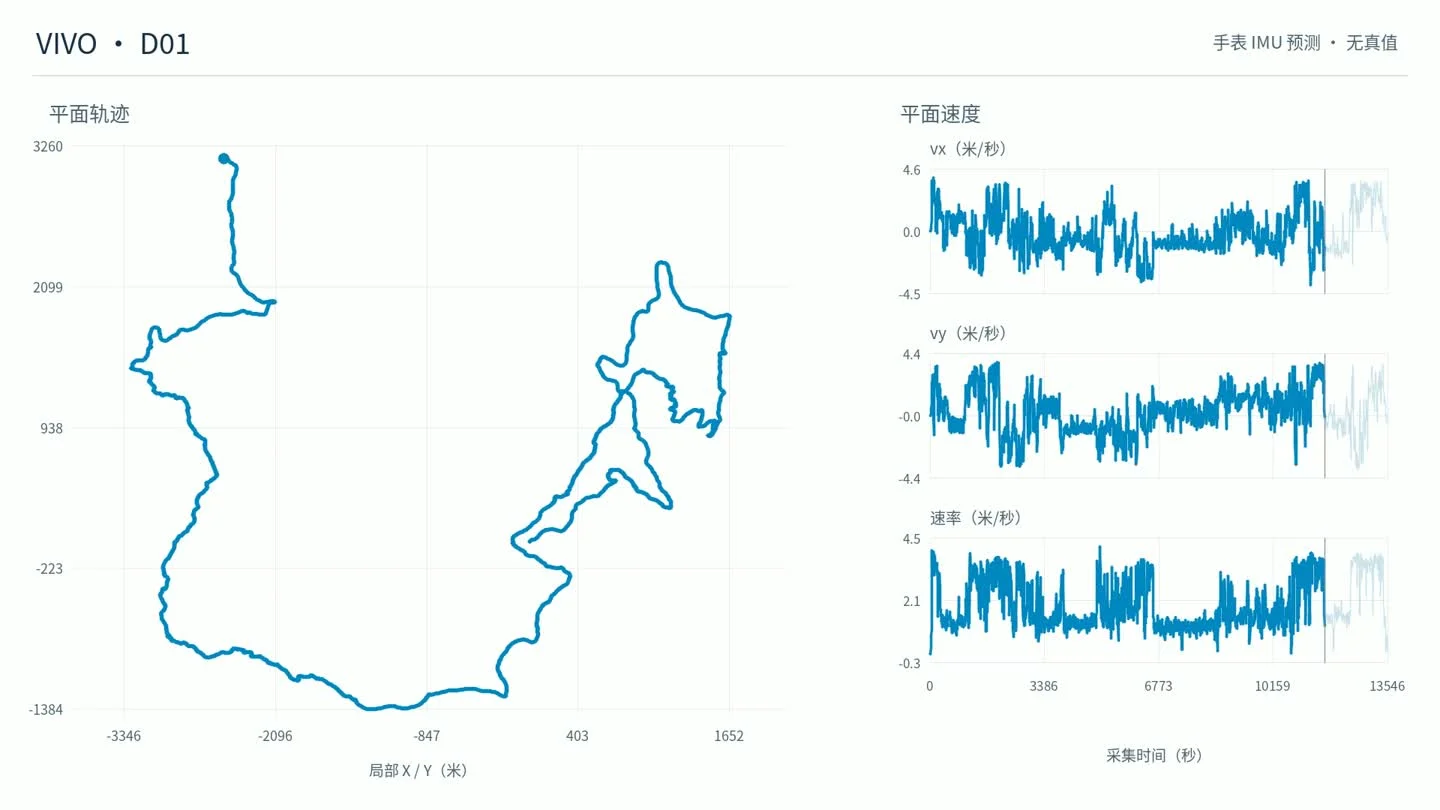 VIVO · D01
手表 IMU 预测 · 无真值
平面轨迹
3260
2099
938
-223
-1384
-3346 -2096 -847 403 1652
局部 X / Y（米）
平面速度
vx（米/秒）
4.6
0.0
-4.5
vy（米/秒）
4.4
-0.0
-4.4
速率（米/秒）
4.5
2.1
-0.3
0 3386 6773 10159 13546
采集时间（秒）